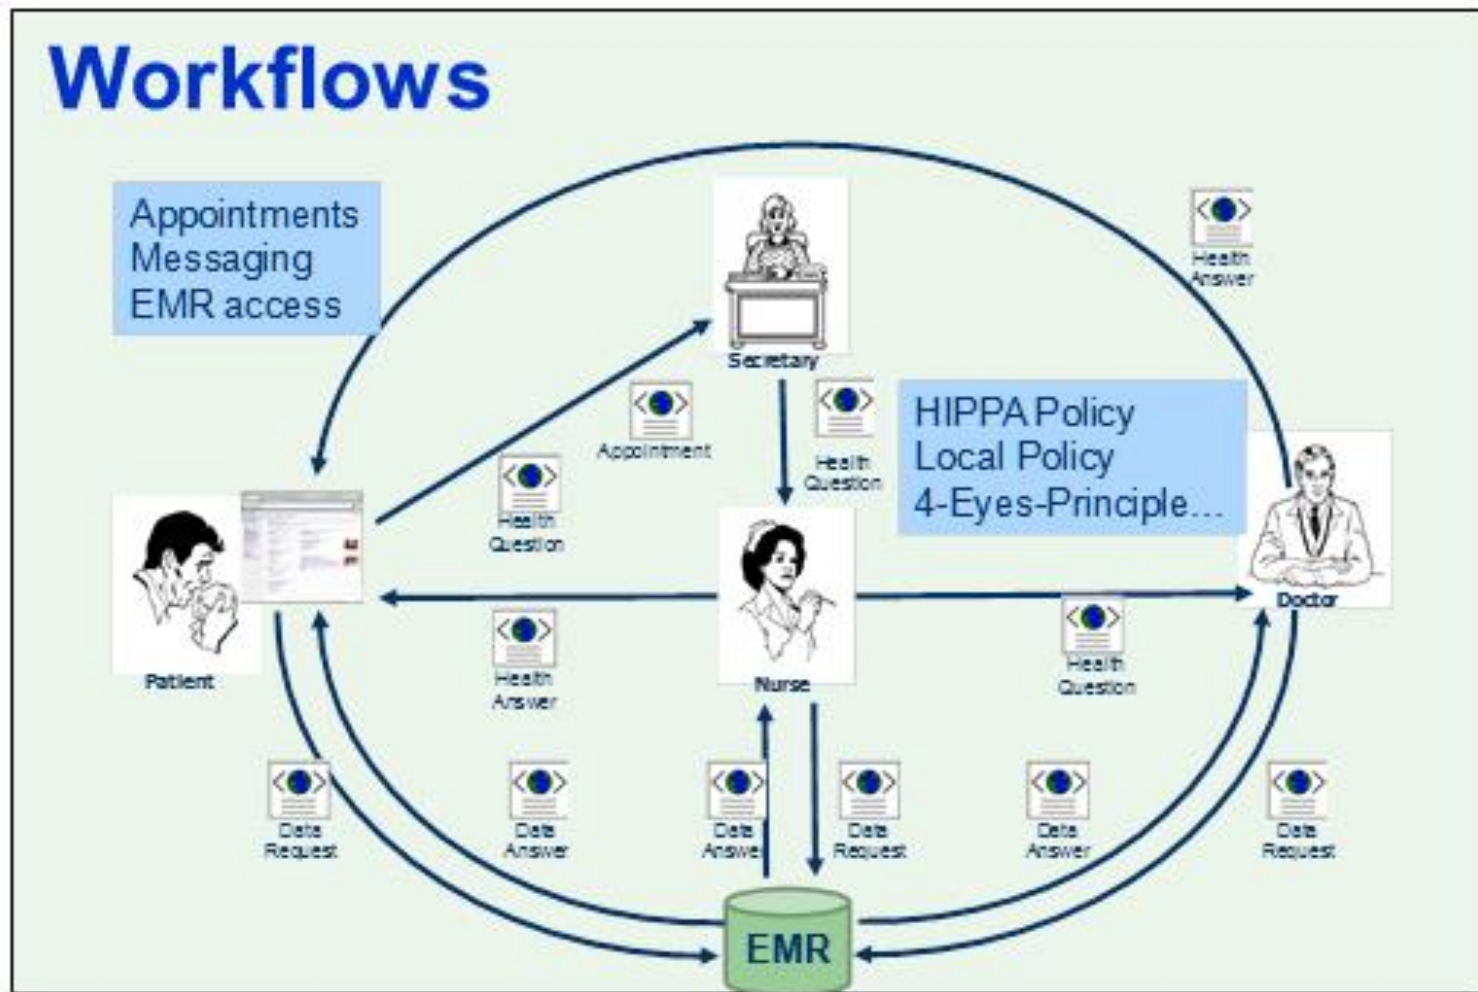 Workflows
Appointments
Messaging
EMR access
Health
Answer
Secretary
Appointment
Health
Question
HIPPA Policy
Local Policy
4-Eyes-Principle...
Health
Question
Patient
Health
Answer
Nurse
Health
Question
Doctor
Data
Request
Data
Answer
Data
Answer
Data
Request
Data
Answer
Data
Request
EMR